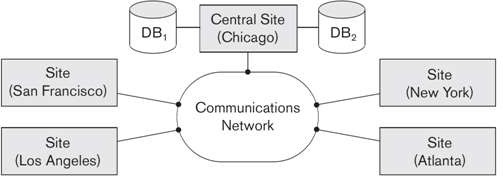 DB1
Central Site
(Chicago)
DB2
Site
(San Francisco)
Communications
Network
Site
(New York)
Site
(Los Angeles)
Site
(Atlanta)